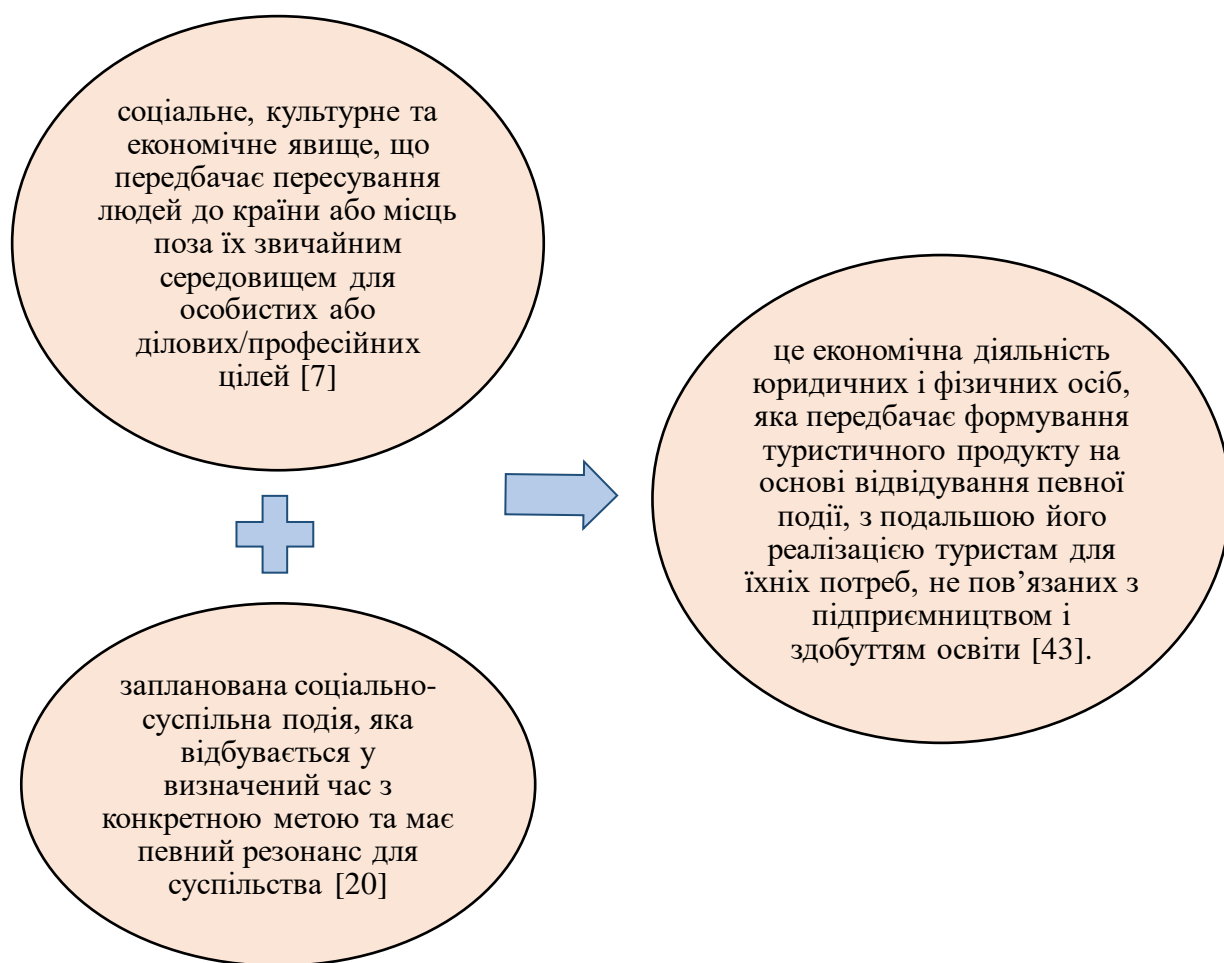 соціальне, культурне та
економічне явище, що
передбачає пересування
людей до країни або місць
поза їх звичайним
середовищем для
особистих або
ділових/професійних
цілей [7]
запланована соціально-
суспільна подія, яка
відбувається у
визначений час з
конкретною метою та має
певний резонанс для
суспільства [20]
це економічна діяльність
юридичних і фізичних осіб,
яка передбачає формування
туристичного продукту на
основі відвідування певної
події, з подальшою його
реалізацією туристам для
їхніх потреб, не пов’язаних з
підприємництвом і
здобуттям освіти [43].